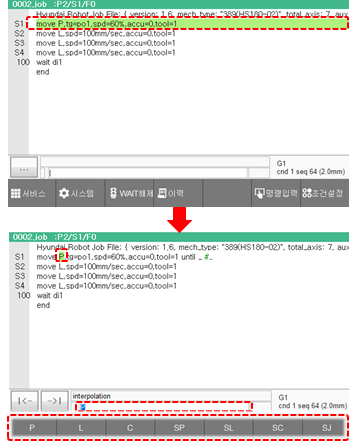 0002.job :P2/S1/F0
Hyundai Robot Job File; { version: 1.6, mech_type: "389(HS180-02)", total_axis: 7, aux
S1 move P,tg=po1,spd=60%,accu=0,tool=1
S2 move L,spd=100mm/sec,accu=0,tool=1
S3 move L,spd=100mm/sec,accu=0,tool=1
S4 move L,spd=100mm/sec,accu=0,tool=1
100 wait di1
end
...
G1
cnd 1 seq 64 (2.0mm)
서비스 시스템 WAIT해제 이력 명령입력 조건설정
0002.job :P2/S1/F0
Hyundai Robot Job File; { version: 1.6, mech_type: "389(HS180-02)", total_axis: 7, aux
S1 move P,tg=po1,spd=60%,accu=0,tool=1 until _ #_
S2 move L,spd=100mm/sec,accu=0,tool=1
S3 move L,spd=100mm/sec,accu=0,tool=1
S4 move L,spd=100mm/sec,accu=0,tool=1
100 wait di1
end
|<- ->|
interpolation
G1
cnd 1 seq 64 (2.0mm)
P L C SP SL SC SJ